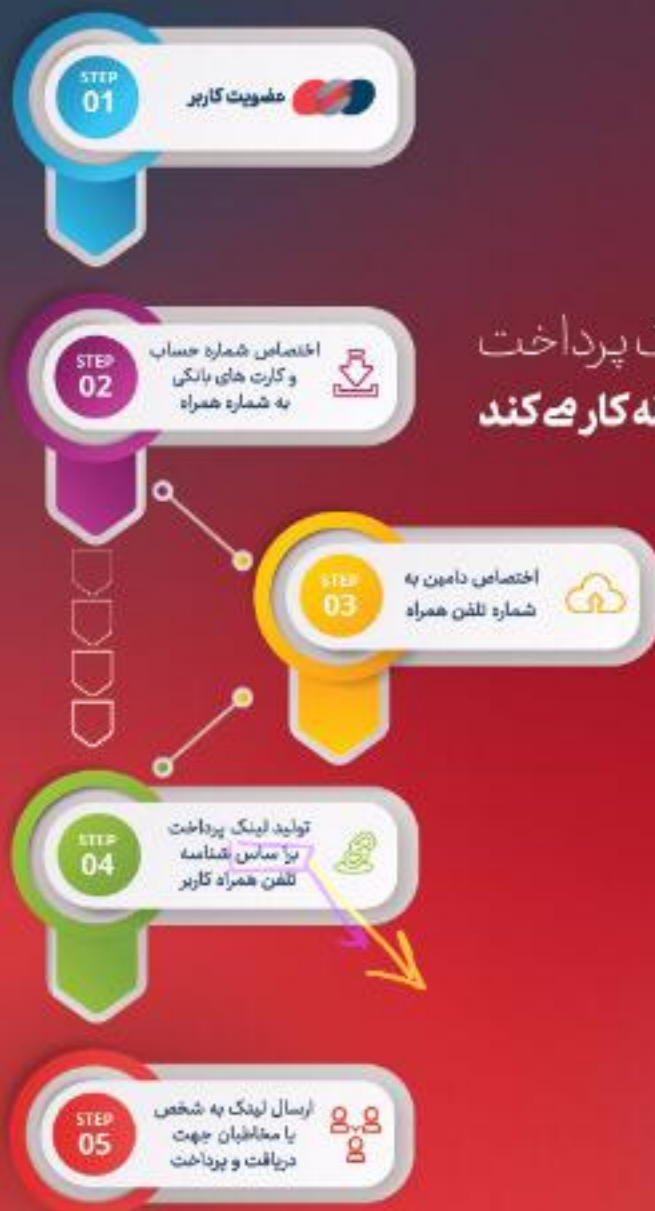 STEP
01
عضویت کاربر
STEP
02
اختصاص شماره حساب
و کارت های بانکی
به شماره همراه
پرداخت
کار می‌کند
STEP
03
اختصاص دامین به
شماره تلفن همراه
STEP
04
تولید لینک پرداخت
برا ساس شناسه
تلفن همراه کاربر
STEP
05
ارسال لینک به شخص
یا مخاطبان جهت
دریافت و پرداخت